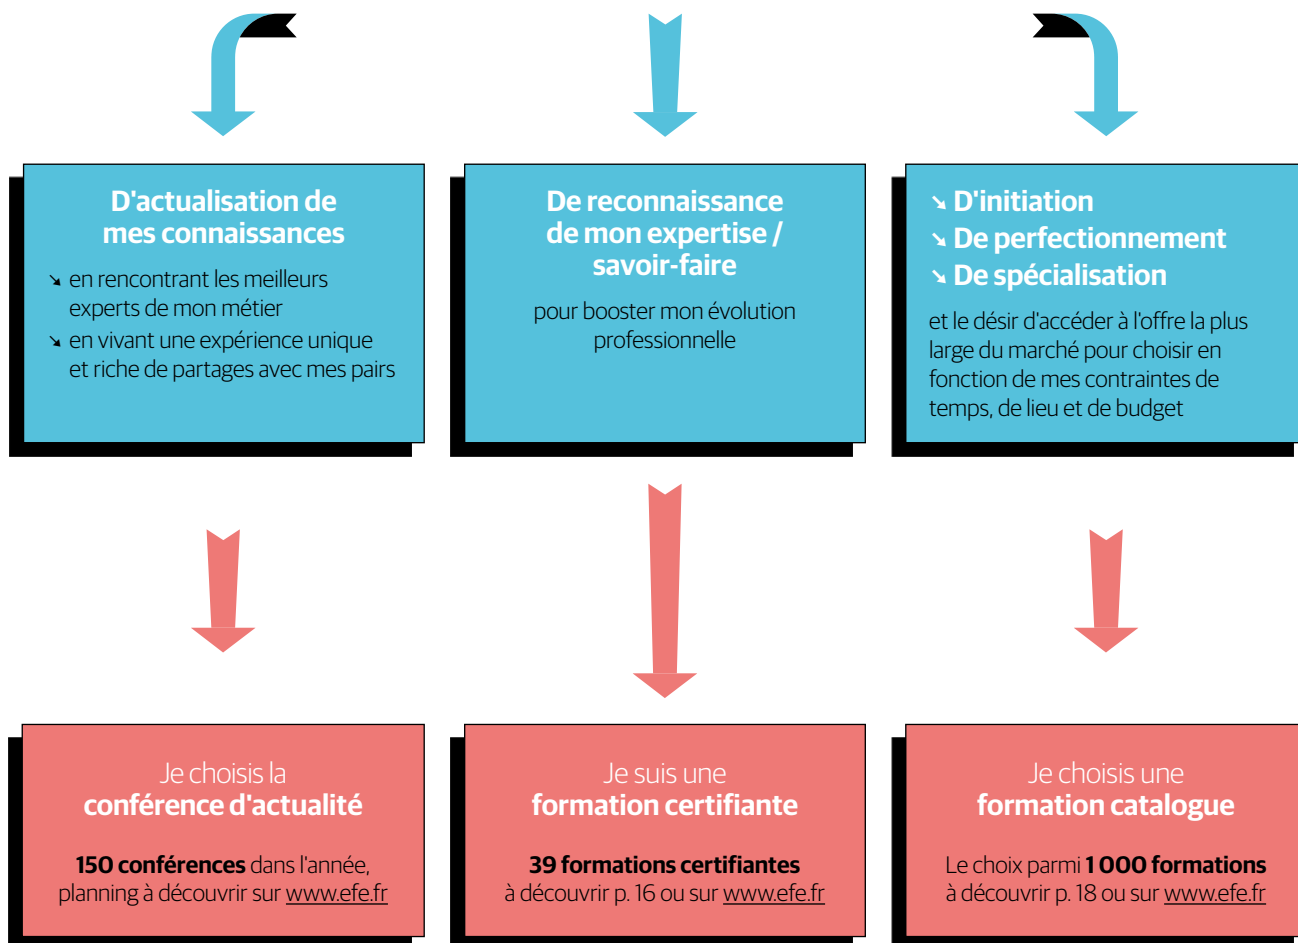 D'actualisation de
mes connaissances
↘ en rencontrant les meilleurs
experts de mon métier
↘ en vivant une expérience unique
et riche de partages avec mes pairs
De reconnaissance
de mon expertise /
savoir-faire
pour booster mon évolution
professionnelle
↘ D'initiation
↘ De perfectionnement
↘ De spécialisation
et le désir d'accéder à l'offre la plus
large du marché pour choisir en
fonction de mes contraintes de
temps, de lieu et de budget
Je choisis la
conférence d'actualité
150 conférences dans l'année,
planning à découvrir sur www.efe.fr
Je suis une
formation certifiante
39 formations certifiantes
à découvrir p. 16 ou sur www.efe.fr
Je choisis une
formation catalogue
Le choix parmi 1 000 formations
à découvrir p. 18 ou sur www.efe.fr